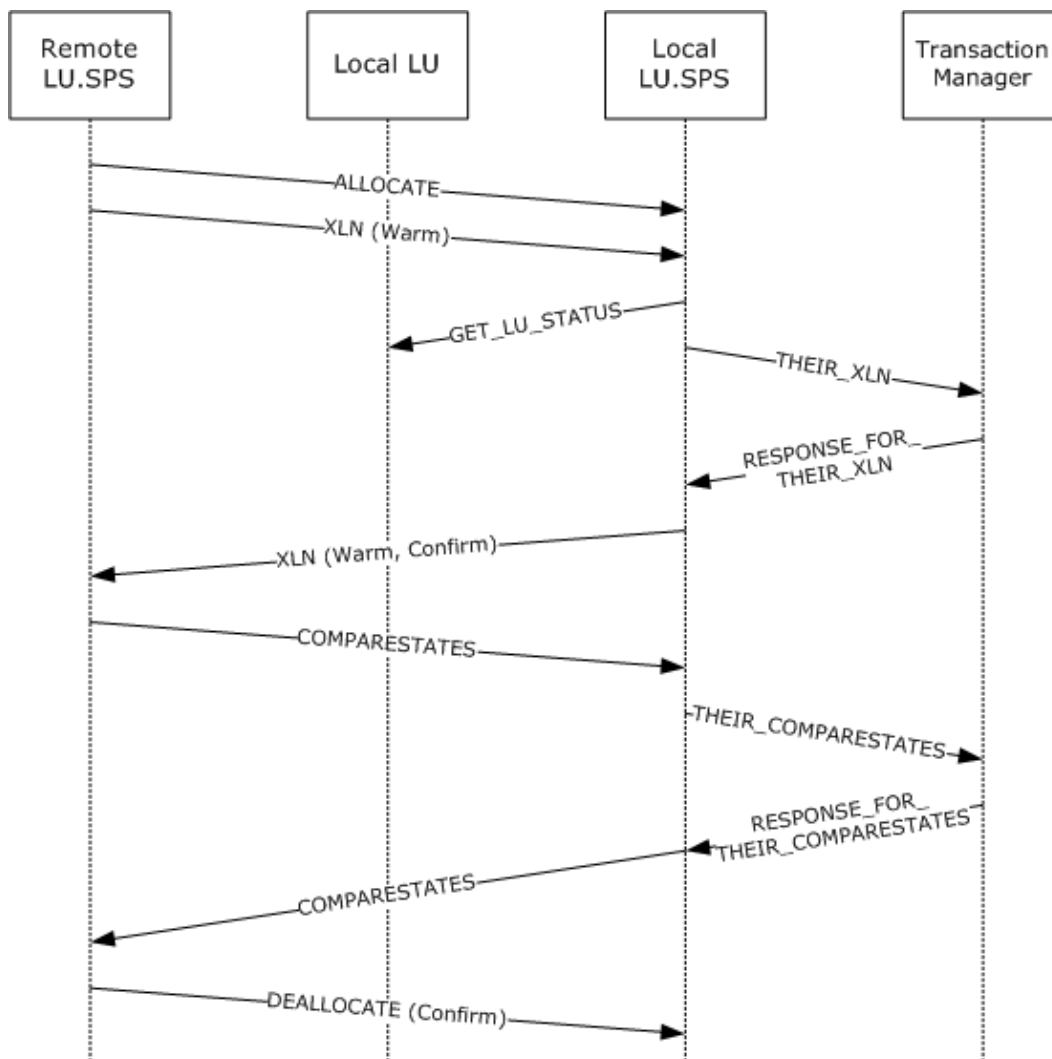 Remote
LU.SPS
Local LU
Local
LU.SPS
Transaction
Manager
ALLOCATE
XLN (Warm)
GET_LU_STATUS
THEIR_XLN
RESPONSE_FOR_
THEIR_XLN
XLN (Warm, Confirm)
COMPARESTATES
THEIR_COMPARESTATES
RESPONSE_FOR_
THEIR_COMPARESTATES
COMPARESTATES
DEALLOCATE (Confirm)